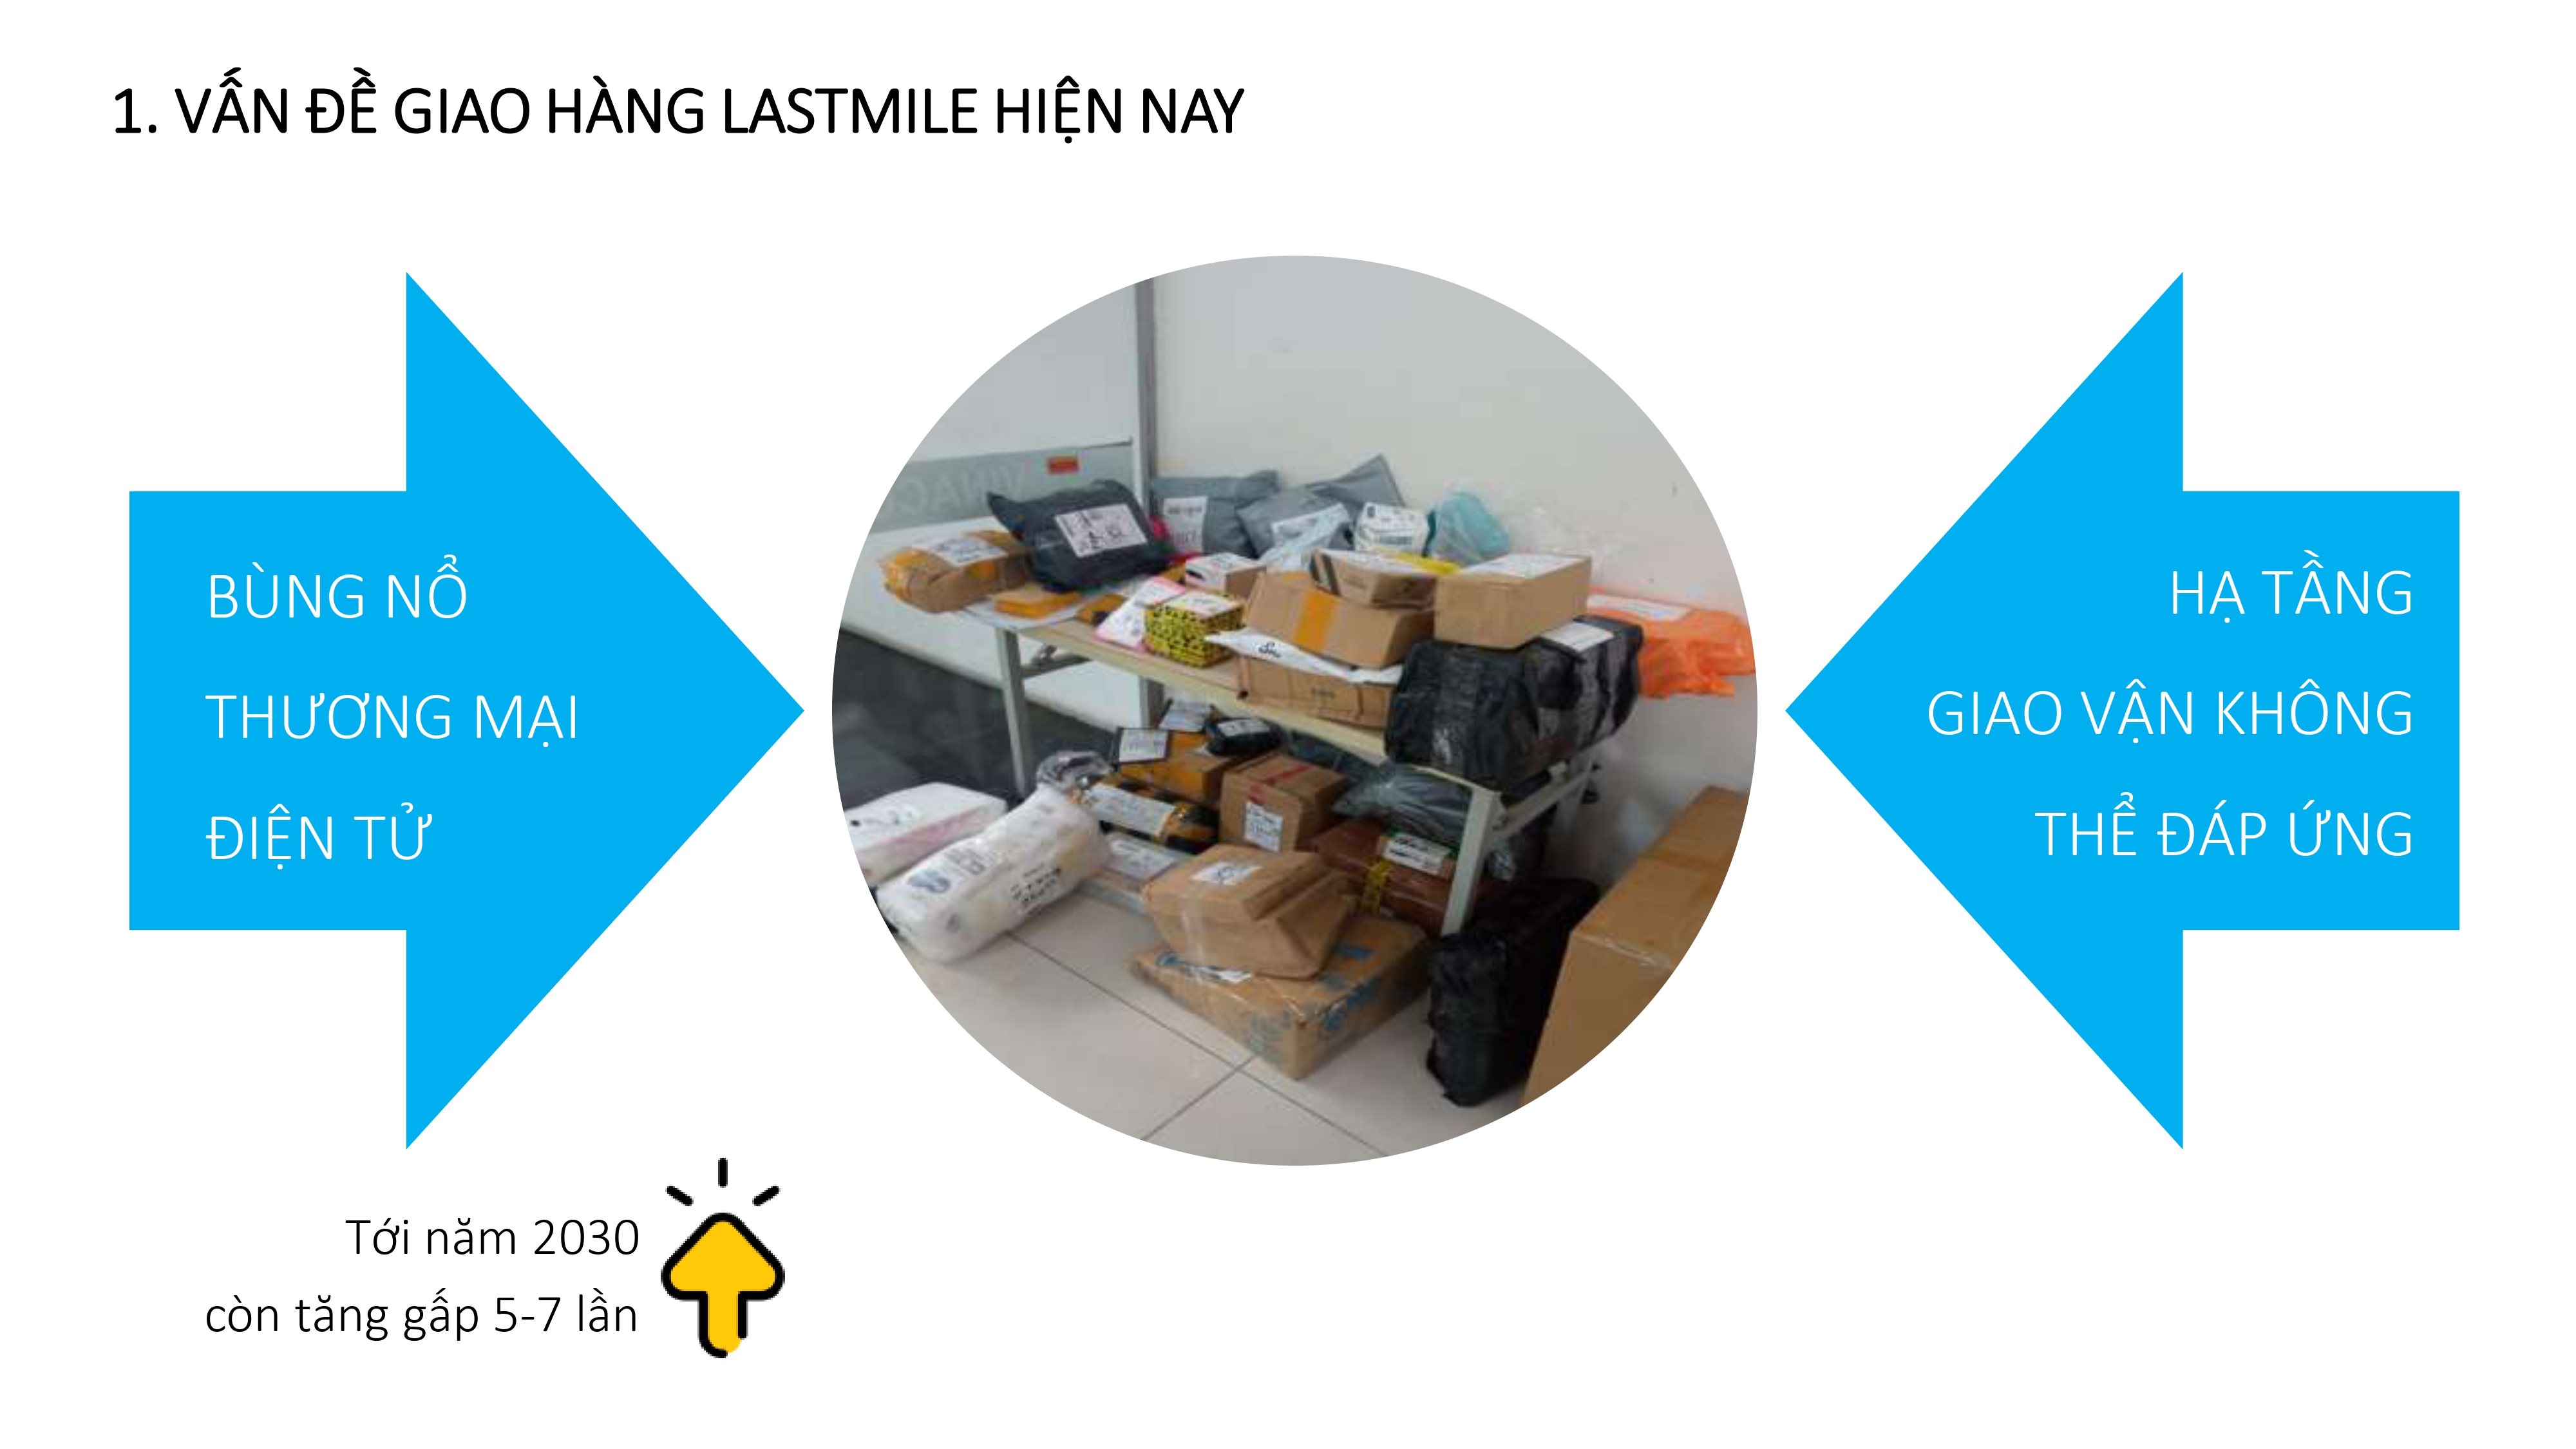 1. VẤN ĐỀ GIAO HÀNG LASTMILE HIỆN NAY
BÙNG NỔ
THƯƠNG MẠI
ĐIỆN TỬ
HẠ TẦNG
GIAO VẬN KHÔNG
THỂ ĐÁP ỨNG
Tới năm 2030
còn tăng gấp 5-7 lần